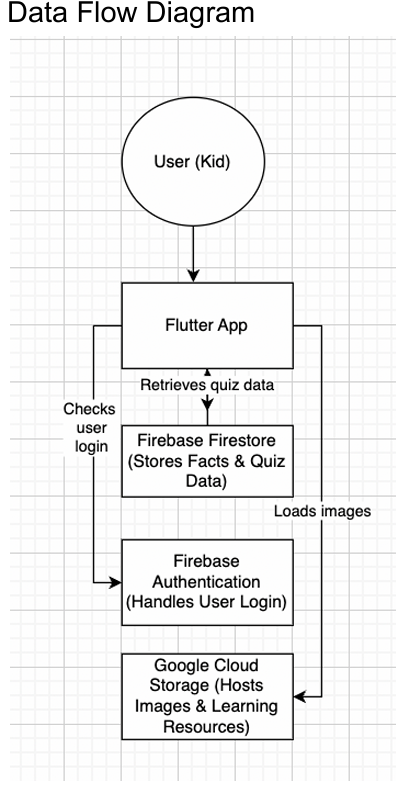 Data Flow Diagram
User (Kid)
Flutter App
Retrieves quiz data
Checks
user
login
Firebase Firestore
(Stores Facts & Quiz
Data)
Loads images
Firebase
Authentication
(Handles User Login)
Google Cloud
Storage (Hosts
Images & Learning
Resources)